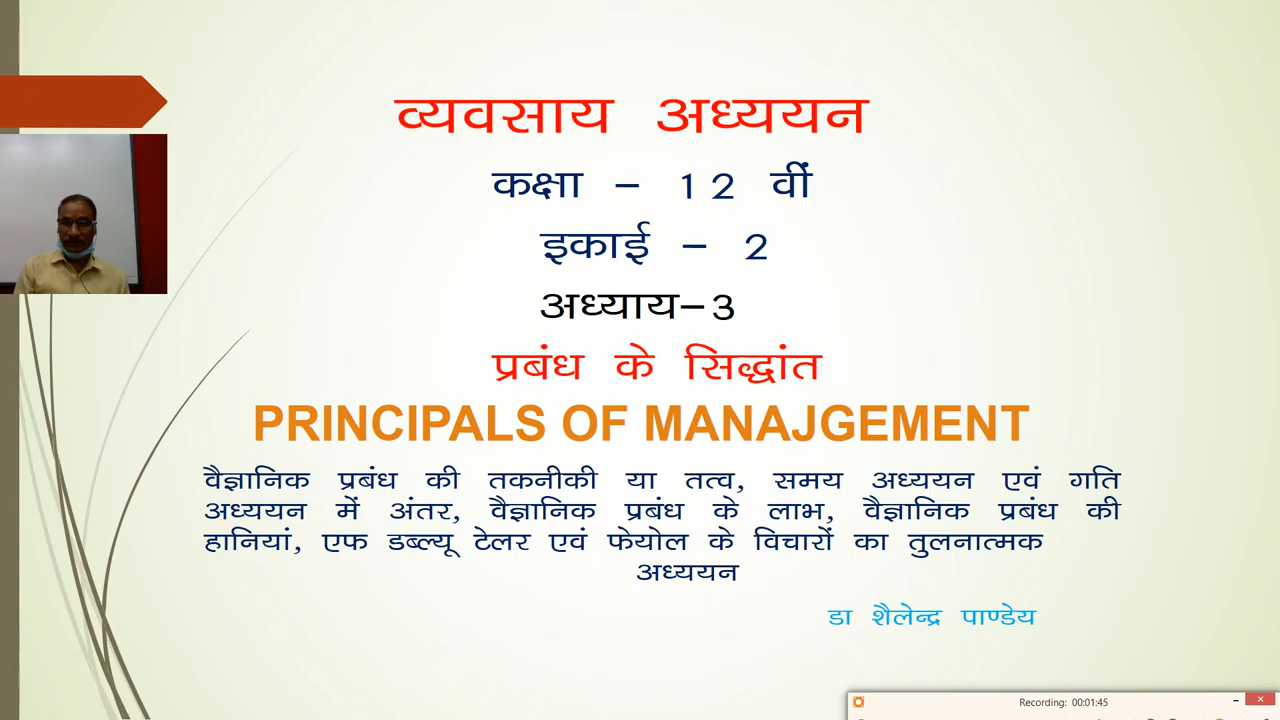 व्यवसाय अध्ययन
कक्षा - 12 वीं
इकाई - 2
अध्याय-3
प्रबंध के सिद्धांत
PRINCIPALS OF MANAJGEMENT
वैज्ञानिक प्रबंध की तकनीकी या तत्व, समय अध्ययन एवं गति
अध्ययन में अंतर, वैज्ञानिक प्रबंध के लाभ, वैज्ञानिक प्रबंध की
हानियां, एफ डब्ल्यू टेलर एवं फेयोल के विचारों का तुलनात्मक
अध्ययन
डा शैलेन्द्र पाण्डेय
Recording: 00:01:45